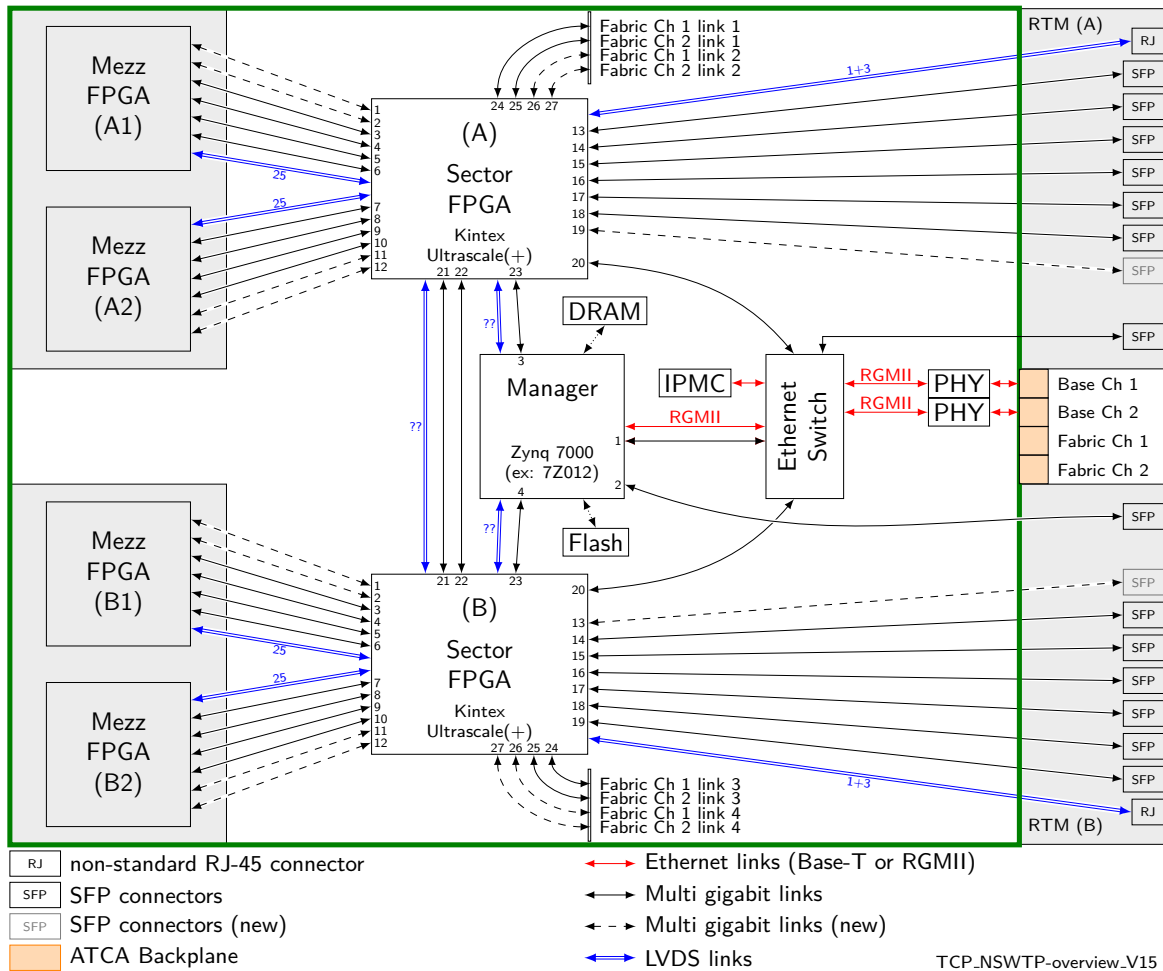 Fabric Ch 1 link 1
Fabric Ch 2 link 1
Fabric Ch 1 link 2
Fabric Ch 2 link 2
RTM (A)
RJ
1+3
SFP
SFP
SFP
SFP
SFP
SFP
SFP
SFP
Mezz
FPGA
(A1)
25
25
Mezz
FPGA
(A2)
24 25 26 27
(A)
Sector
FPGA
Kintex
Ultrascale(+)
1
2
3
4
5
6
7
8
9
10
11
12
13
14
15
16
17
18
19
20
21 22 23
??
??
??
DRAM
3
Manager
Zynq 7000
(ex: 7Z012)
1
2
4
Flash
IPMC
RGMII
Ethernet
Switch
RGMII
RGMII
PHY
PHY
Base Ch 1
Base Ch 2
Fabric Ch 1
Fabric Ch 2
SFP
SFP
SFP
SFP
SFP
SFP
SFP
SFP
RJ
1+3
RTM (B)
Mezz
FPGA
(B1)
25
25
Mezz
FPGA
(B2)
21 22 23
(B)
Sector
FPGA
Kintex
Ultrascale(+)
1
2
3
4
5
6
7
8
9
10
11
12
20
13
14
15
16
17
18
19
27 26 25 24
Fabric Ch 1 link 3
Fabric Ch 2 link 3
Fabric Ch 1 link 4
Fabric Ch 2 link 4
RJ non-standard RJ-45 connector
SFP SFP connectors
SFP SFP connectors (new)
ATCA Backplane
Ethernet links (Base-T or RGMII)
Multi gigabit links
Multi gigabit links (new)
LVDS links
TCP_NSWTP-overview_V15